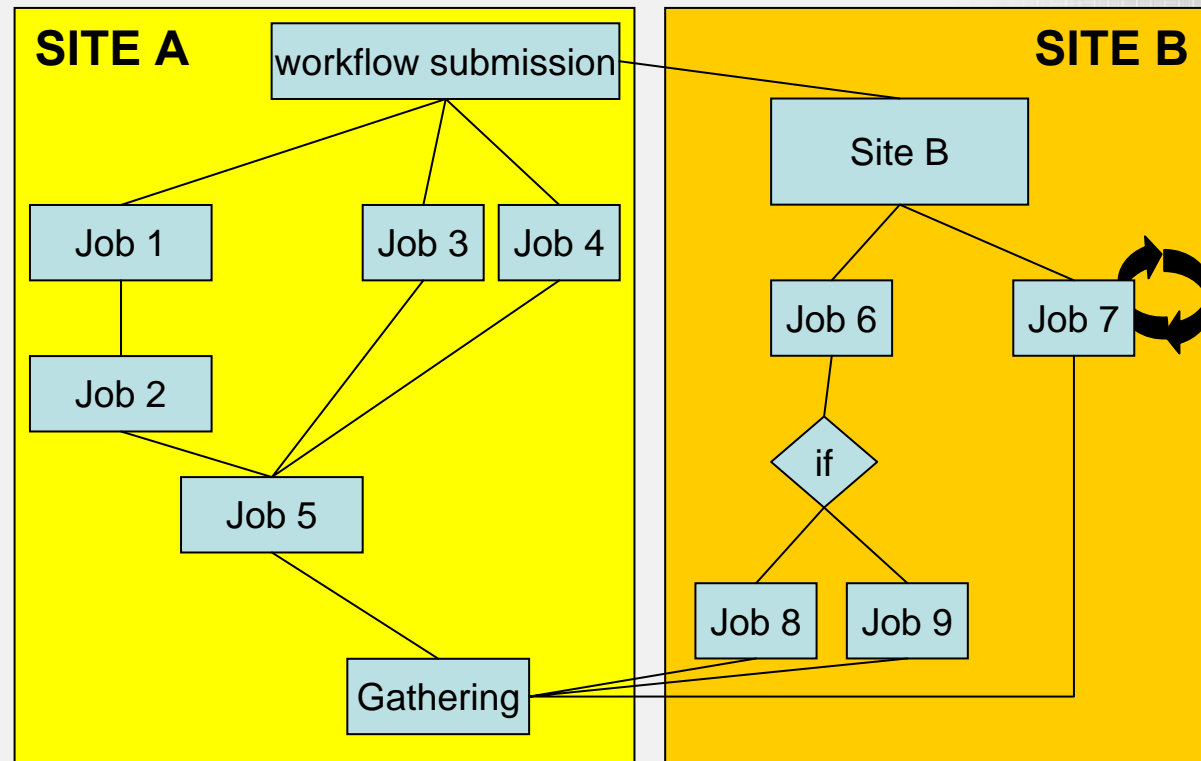 SITE A
workflow submission
Job 1
Job 3
Job 4
Job 2
Job 5
Gathering
SITE B
Site B
Job 6
Job 7
if
Job 8
Job 9